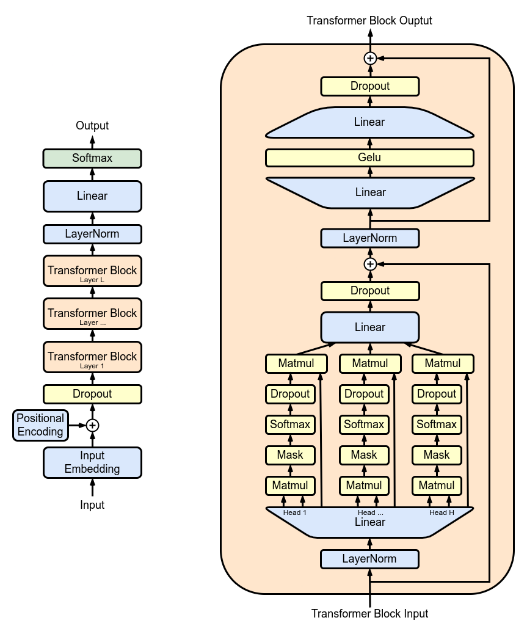 Output
Softmax
Linear
LayerNorm
Transformer Block
Layer L
Transformer Block
Layer ...
Transformer Block
Layer 1
Dropout
Positional
Encoding
+
Input
Embedding
Input
Transformer Block Ouptut
+
Dropout
Linear
Gelu
Linear
LayerNorm
+
Dropout
Linear
Matmul Matmul Matmul
Dropout Dropout Dropout
Softmax Softmax Softmax
Mask Mask Mask
Matmul Matmul Matmul
Head 1 Head ... Head H
Linear
LayerNorm
Transformer Block Input